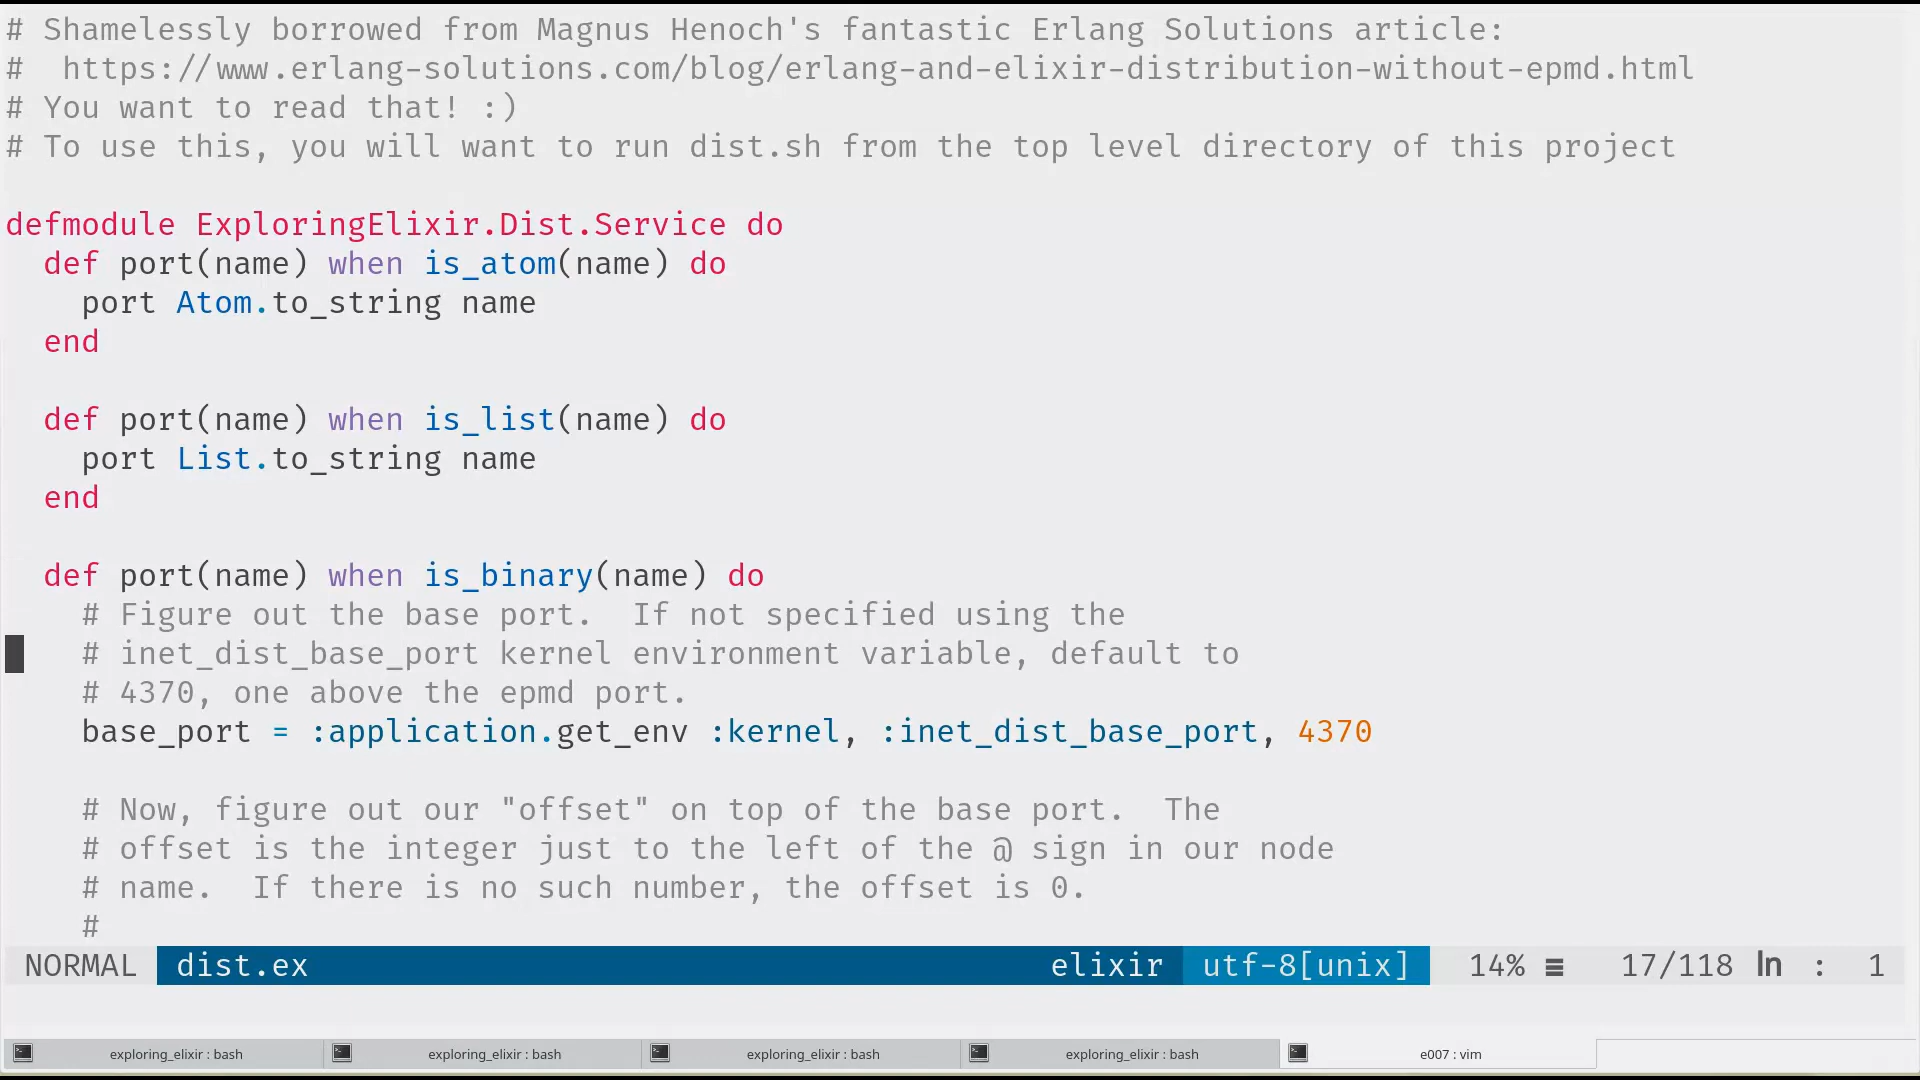 # Shamelessly borrowed from Magnus Henoch's fantastic Erlang Solutions article:
#  https://www.erlang-solutions.com/blog/erlang-and-elixir-distribution-without-epmd.html
# You want to read that! :)
# To use this, you will want to run dist.sh from the top level directory of this project

defmodule ExploringElixir.Dist.Service do
  def port(name) when is_atom(name) do
    port Atom.to_string name
  end

  def port(name) when is_list(name) do
    port List.to_string name
  end

  def port(name) when is_binary(name) do
    # Figure out the base port.  If not specified using the
    # inet_dist_base_port kernel environment variable, default to
    # 4370, one above the epmd port.
    base_port = :application.get_env :kernel, :inet_dist_base_port, 4370

    # Now, figure out our "offset" on top of the base port.  The
    # offset is the integer just to the left of the @ sign in our node
    # name.  If there is no such number, the offset is 0.
    #
NORMAL dist.ex elixir utf-8[unix] 14% ≡ 17/118 ln : 1
exploring_elixir : bash exploring_elixir : bash exploring_elixir : bash exploring_elixir : bash e007 : vim